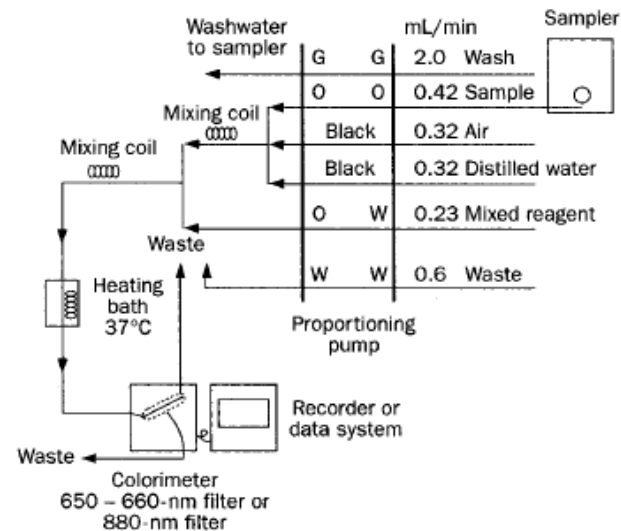 Sampler
Washwater
to sampler
mL/min
G G 2.0 Wash
O O 0.42 Sample
Mixing coil
Black 0.32 Air
Mixing coil
Black 0.32 Distilled water
O W 0.23 Mixed reagent
Waste
W W 0.6 Waste
Heating
bath
37°C
Proportioning
pump
Recorder or
data system
Waste
Colorimeter
650 – 660-nm filter or
880-nm filter